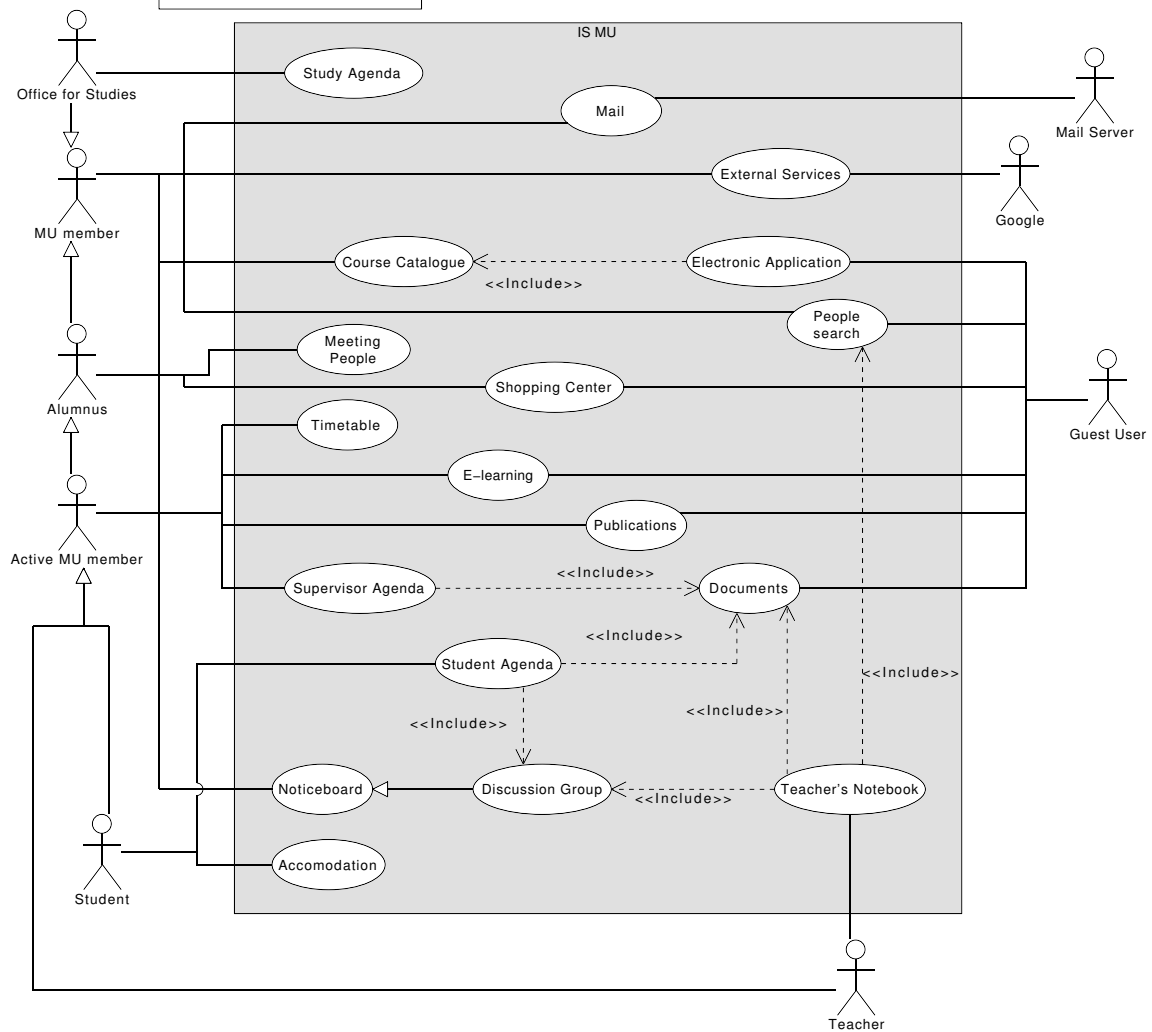 IS MU
Study Agenda
Office for Studies
Mail
Mail Server
External Services
Google
MU member
Course Catalogue
Electronic Application
<<Include>>
People
search
Meeting
People
Shopping Center
Alumnus
Timetable
Guest User
E–learning
Publications
Active MU member
<<Include>>
Supervisor Agenda
Documents
<<Include>>
Student Agenda
<<Include>>
<<Include>>
<<Include>>
Noticeboard
Discussion Group
Teacher's Notebook
<<Include>>
Accomodation
Student
Teacher